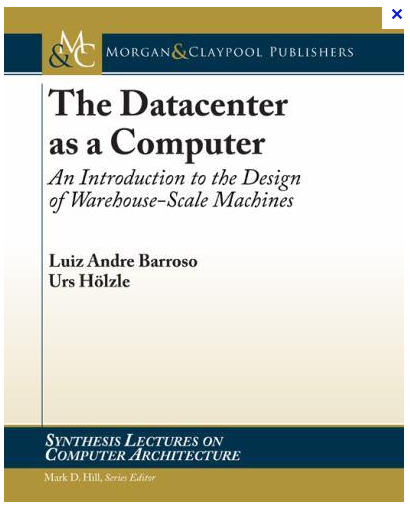 M
&C MORGAN&CLAYPOOL PUBLISHERS
The Datacenter
as a Computer
An Introduction to the Design
of Warehouse-Scale Machines
Luiz Andre Barroso
Urs Hölzle
SYNTHESIS LECTURES ON
COMPUTER ARCHITECTURE
Mark D. Hill, Series Editor